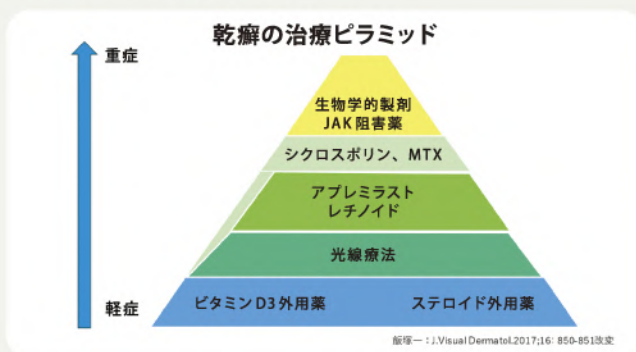 乾癬の治療ピラミッド
重症
生物学的製剤
JAK阻害薬
シクロスポリン、MTX
アプレミラスト
レチノイド
光線療法
軽症
ビタミンD3外用薬
ステロイド外用薬
飯塚一:J.Visual Dermatol.2017;16: 850-851改変